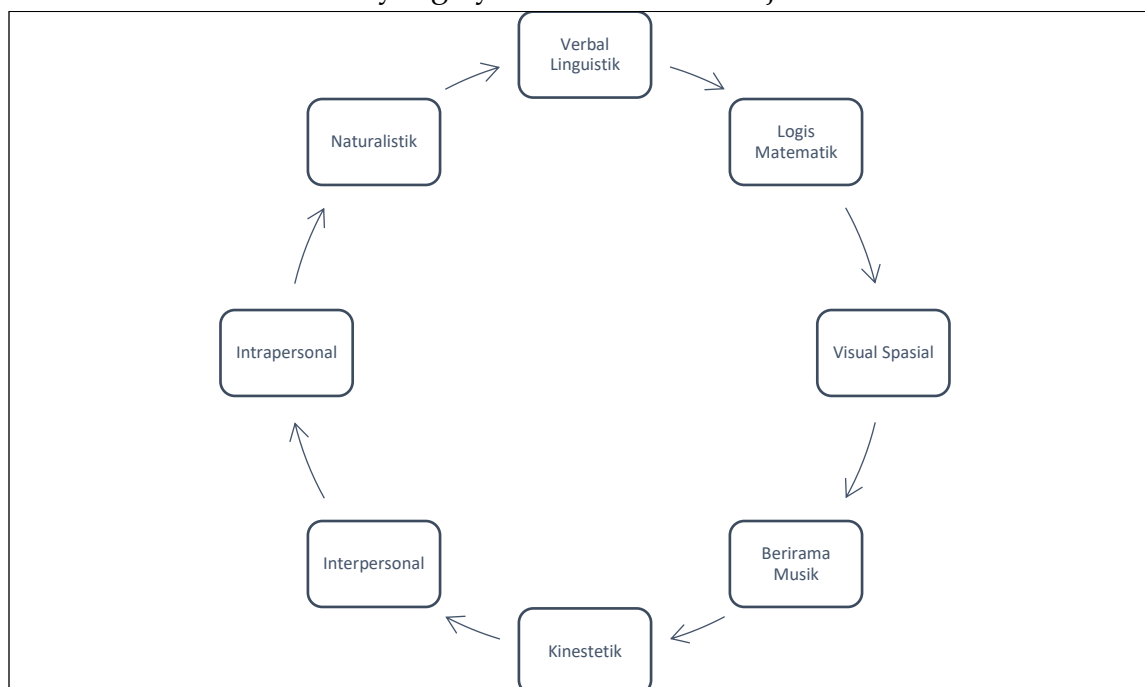 Verbal
Linguistik
Logis
Matematik
Visual Spasial
Berirama
Musik
Kinestetik
Interpersonal
Intrapersonal
Naturalistik